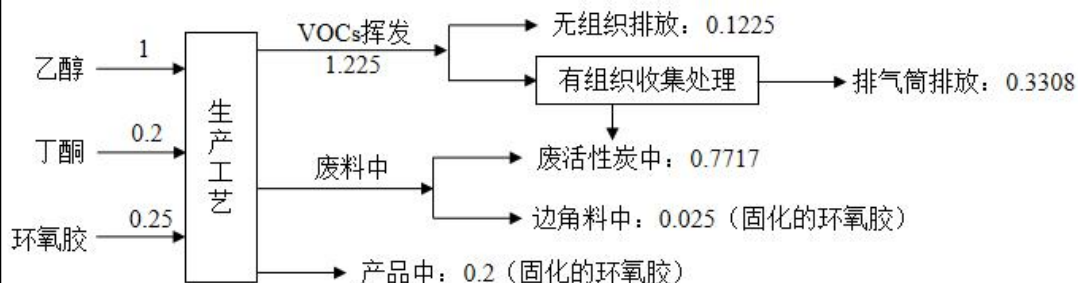 VOCs挥发
1.225
无组织排放：0.1225
乙醇
1
有组织收集处理
排气筒排放：0.3308
生产工艺
丁酮
0.2
废料中
废活性炭中：0.7717
环氧胶
0.25
边角料中：0.025（固化的环氧胶）
产品中：0.2（固化的环氧胶）